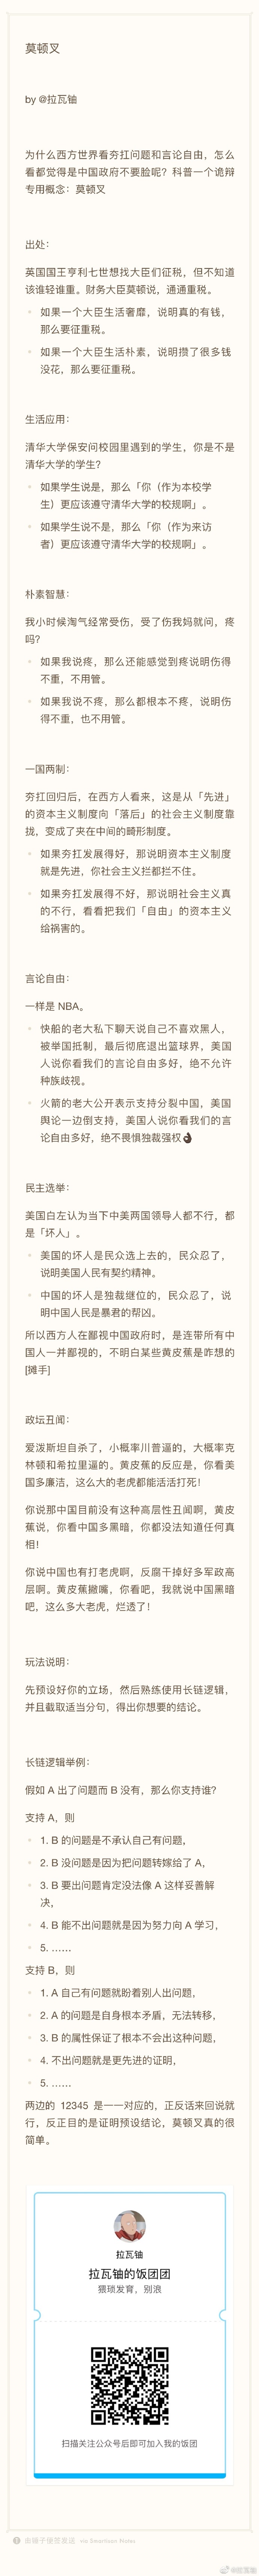 莫顿叉
by @拉瓦铀
为什么西方世界看夯扛问题和言论自由，怎么
看都觉得是中国政府不要脸呢？科普一个诡辩
专用概念：莫顿叉
出处：
英国国王亨利七世想找大臣们征税，但不知道
该谁轻谁重。财务大臣莫顿说，通通重税。
如果一个大臣生活奢靡，说明真的有钱，
那么要征重税。
如果一个大臣生活朴素，说明攒了很多钱
没花，那么要征重税。
生活应用：
清华大学保安问校园里遇到的学生，你是不是
清华大学的学生？
如果学生说是，那么「你（作为本校学
生）更应该遵守清华大学的校规啊」。
如果学生说不是，那么「你（作为来访
者）更应该遵守清华大学的校规啊」。
朴素智慧：
我小时候淘气经常受伤，受了伤我妈就问，疼
吗？
如果我说疼，那么还能感觉到疼说明伤得
不重，不用管。
如果我说不疼，那么都根本不疼，说明伤
得不重，也不用管。
一国两制：
夯扛回归后，在西方人看来，这是从「先进」
的资本主义制度向「落后」的社会主义制度靠
拢，变成了夹在中间的畸形制度。
如果夯扛发展得好，那说明资本主义制度
就是先进，你社会主义拦都拦不住。
如果夯扛发展得不好，那说明社会主义真
的不行，看看把我们「自由」的资本主义
给祸害的。
言论自由：
一样是 NBA。
快船的老大私下聊天说自己不喜欢黑人，
被举国抵制，最后彻底退出篮球界，美国
人说你看我们的言论自由多好，绝不允许
种族歧视。
火箭的老大公开表示支持分裂中国，美国
舆论一边倒支持，美国人说你看我们的言
论自由多好，绝不畏惧独裁强权👌🏿
民主选举：
美国白左认为当下中美两国领导人都不行，都
是「坏人」。
美国的坏人是民众选上去的，民众忍了，
说明美国人民有契约精神。
中国的坏人是独裁继位的，民众忍了，说
明中国人民是暴君的帮凶。
所以西方人在鄙视中国政府时，是连带所有中
国人一并鄙视的，不明白某些黄皮蕉是咋想的
[摊手]
政坛丑闻：
爱泼斯坦自杀了，小概率川普逼的，大概率克
林顿和希拉里逼的。黄皮蕉的反应是，你看美
国多廉洁，这么大的老虎都能活活打死！
你说那中国目前没有这种高层性丑闻啊，黄皮
蕉说，你看中国多黑暗，你都没法知道任何真
相！
你说中国也有打老虎啊，反腐干掉好多军政高
层啊。黄皮蕉撇嘴，你看吧，我就说中国黑暗
吧，这么多大老虎，烂透了！
玩法说明：
先预设好你的立场，然后熟练使用长链逻辑，
并且截取适当分句，得出你想要的结论。
长链逻辑举例：
假如 A 出了问题而 B 没有，那么你支持谁？
支持 A，则
1. B 的问题是不承认自己有问题，
2. B 没问题是因为把问题转嫁给了 A，
3. B 要出问题肯定没法像 A 这样妥善解
决，
4. B 能不出问题就是因为努力向 A 学习，
5. ……
支持 B，则
1. A 自己有问题就盼着别人出问题，
2. A 的问题是自身根本矛盾，无法转移，
3. B 的属性保证了根本不会出这种问题，
4. 不出问题就是更先进的证明，
5. ……
两边的 12345 是一一对应的，正反话来回说就
行，反正目的是证明预设结论，莫顿叉真的很
简单。
拉瓦铀
拉瓦铀的饭团团
猥琐发育，别浪
扫描关注公众号后即可加入我的饭团
由锤子便签发送 via Smartisan Notes